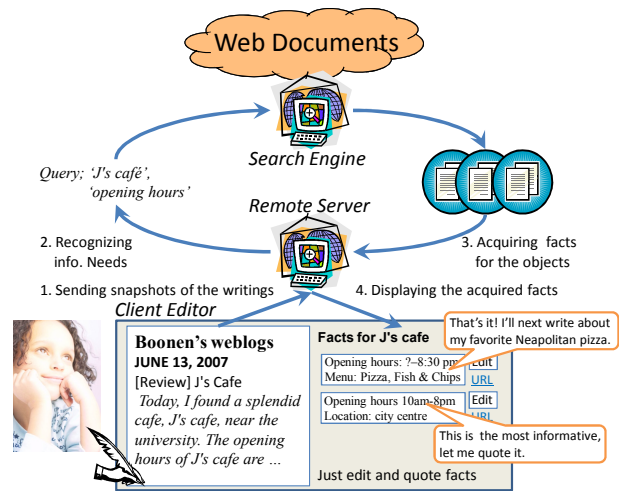 Web Documents
Search Engine
Query; ‘J's café’,
‘opening hours’
Remote Server
2. Recognizing
info. Needs
3. Acquiring facts
for the objects
1. Sending snapshots of the writings
4. Displaying the acquired facts
Client Editor
Boonen’s weblogs
JUNE 13, 2007
[Review] J's Cafe
Today, I found a splendid
cafe, J's cafe, near the
university. The opening
hours of J's cafe are …
Facts for J's cafe
That’s it! I’ll next write about
my favorite Neapolitan pizza.
Opening hours: ?–8:30 pm
Menu: Pizza, Fish & Chips
Edit
URL
Opening hours 10am-8pm
Location: city centre
Edit
URL
This is the most informative,
let me quote it.
Just edit and quote facts